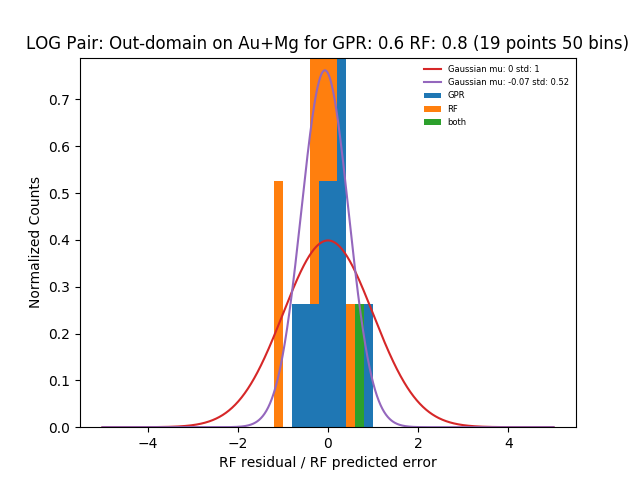 LOG Pair: Out-domain on Au+Mg for GPR: 0.6 RF: 0.8 (19 points 50 bins)
Gaussian mu: 0 std: 1
Gaussian mu: -0.07 std: 0.52
GPR
RF
both
Normalized Counts
0.7
0.6
0.5
0.4
0.3
0.2
0.1
0.0
−4
−2
0
2
4
RF residual / RF predicted error